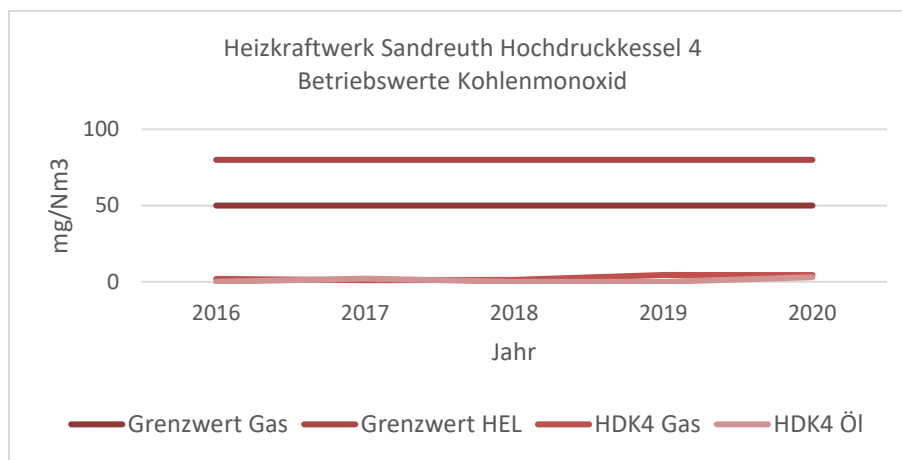 Heizkraftwerk Sandreuth Hochdruckkessel 4
Betriebswerte Kohlenmonoxid
mg/Nm3
100
50
0
2016 2017 2018 2019 2020
Jahr
Grenzwert Gas Grenzwert HEL HDK4 Gas HDK4 Öl